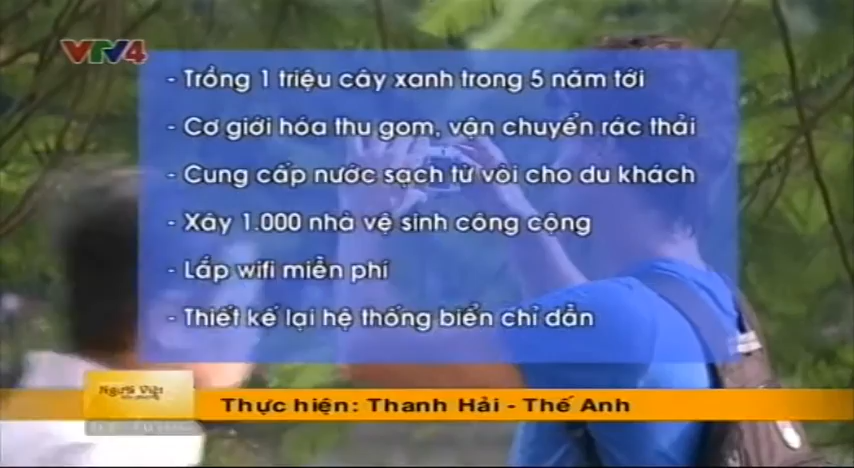 VTV4
- Trồng 1 triệu cây xanh trong 5 năm tới
- Cơ giới hóa thu gom, vận chuyển rác thải
- Cung cấp nước sạch từ vòi cho du khách
- Xây 1.000 nhà vệ sinh công cộng
- Lắp wifi miễn phí
- Thiết kế lại hệ thống biển chỉ dẫn
Người Việt
Thực hiện: Thanh Hải - Thế Anh